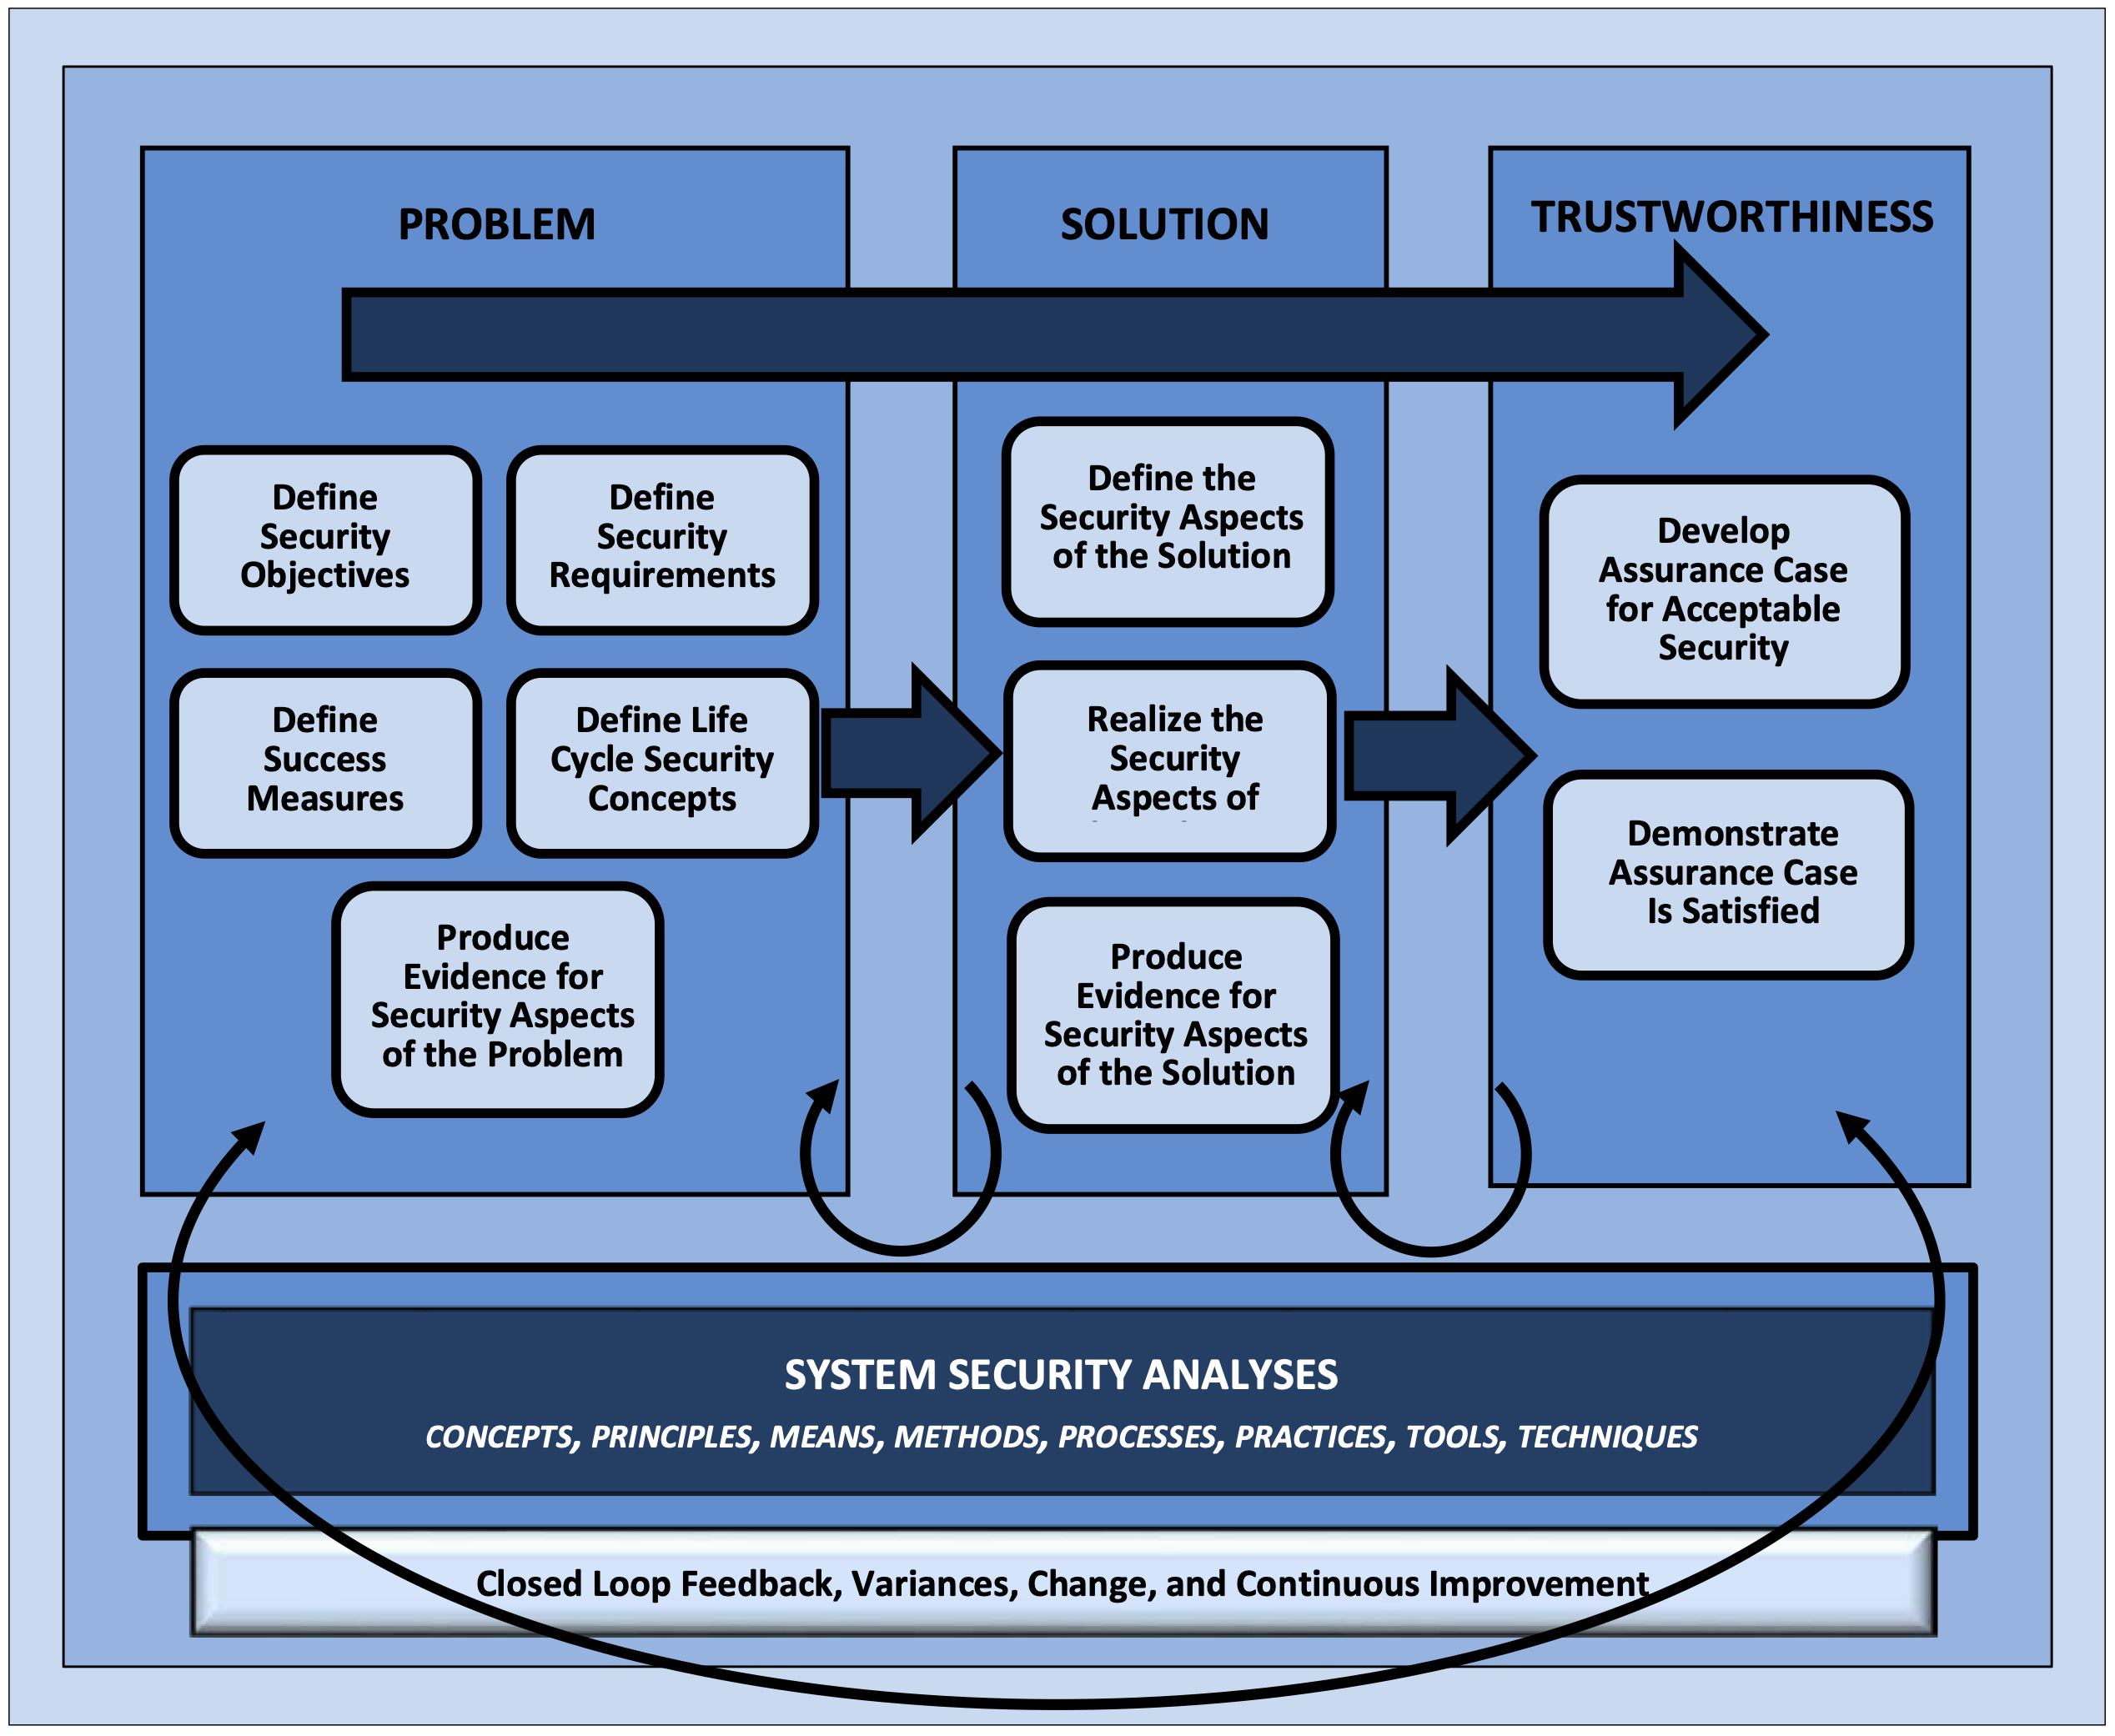 PROBLEM
Define
Security
Objectives
Define
Security
Requirements
Define
Success
Measures
Define Life
Cycle Security
Concepts
Produce
Evidence for
Security Aspects
of the Problem
SOLUTION
Define the
Security Aspects
of the Solution
Realize the
Security
Aspects of
Produce
Evidence for
Security Aspects
of the Solution
TRUSTWORTHINESS
Develop
Assurance Case
for Acceptable
Security
Demonstrate
Assurance Case
Is Satisfied
SYSTEM SECURITY ANALYSES
CONCEPTS, PRINCIPLES, MEANS, METHODS, PROCESSES, PRACTICES, TOOLS, TECHNIQUES
Closed Loop Feedback, Variances, Change, and Continuous Improvement